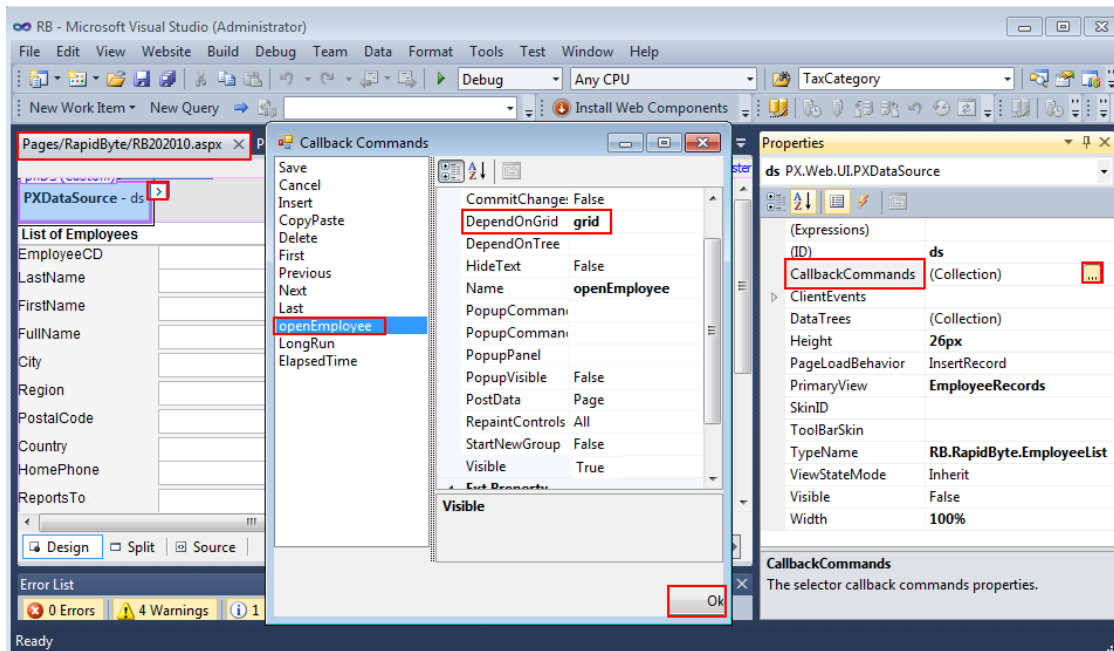 RB - Microsoft Visual Studio (Administrator)
File Edit View Website Build Debug Team Data Format Tools Test Window Help
Debug Any CPU TaxCategory
New Work Item New Query Install Web Components
Pages/RapidByte/RB202010.aspx
PXDataSource - ds
List of Employees
EmployeeCD
LastName
FirstName
FullName
City
Region
PostalCode
Country
HomePhone
ReportsTo
Design Split Source
Error List
0 Errors 4 Warnings 1
Ready
Callback Commands
Save
Cancel
Insert
CopyPaste
Delete
First
Previous
Next
Last
openEmployee
LongRun
ElapsedTime
CommitChange: False
DependOnGrid grid
DependOnTree
HideText False
Name openEmployee
PopupComman
PopupComman
PopupPanel
PopupVisible False
PostData Page
RepaintControls All
StartNewGroup False
Visible True
Ext Property
Visible
Ok
Properties
ds PX.Web.UI.PXDataSource
(Expressions)
(ID) ds
CallbackCommands (Collection) ...
ClientEvents
DataTrees (Collection)
Height 26px
PageLoadBehavior InsertRecord
PrimaryView EmployeeRecords
SkinID
ToolBarSkin
TypeName RB.RapidByte.EmployeeList
ViewStateMode Inherit
Visible False
Width 100%
CallbackCommands
The selector callback commands properties.